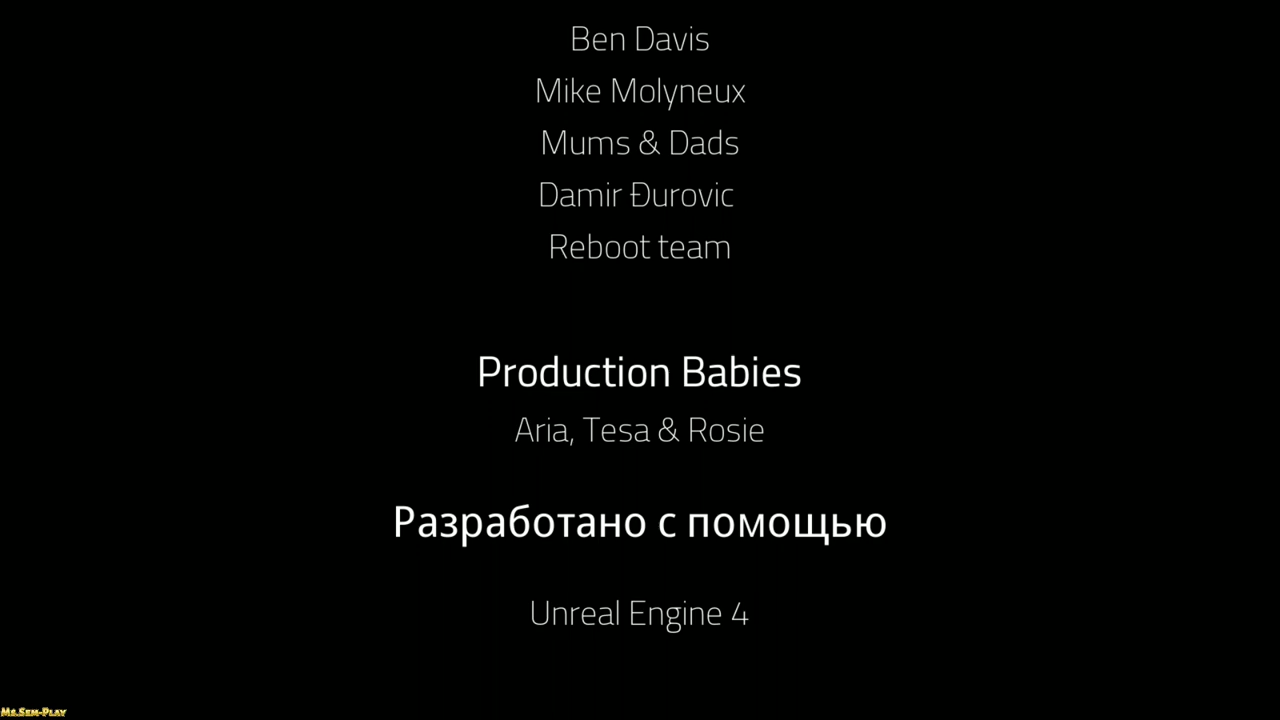 Ben Davis
Mike Molyneux
Mums & Dads
Damir Đurovic
Reboot team
Production Babies
Aria, Tesa & Rosie
Разработано с помощью
Unreal Engine 4
Ms.Sem-Play